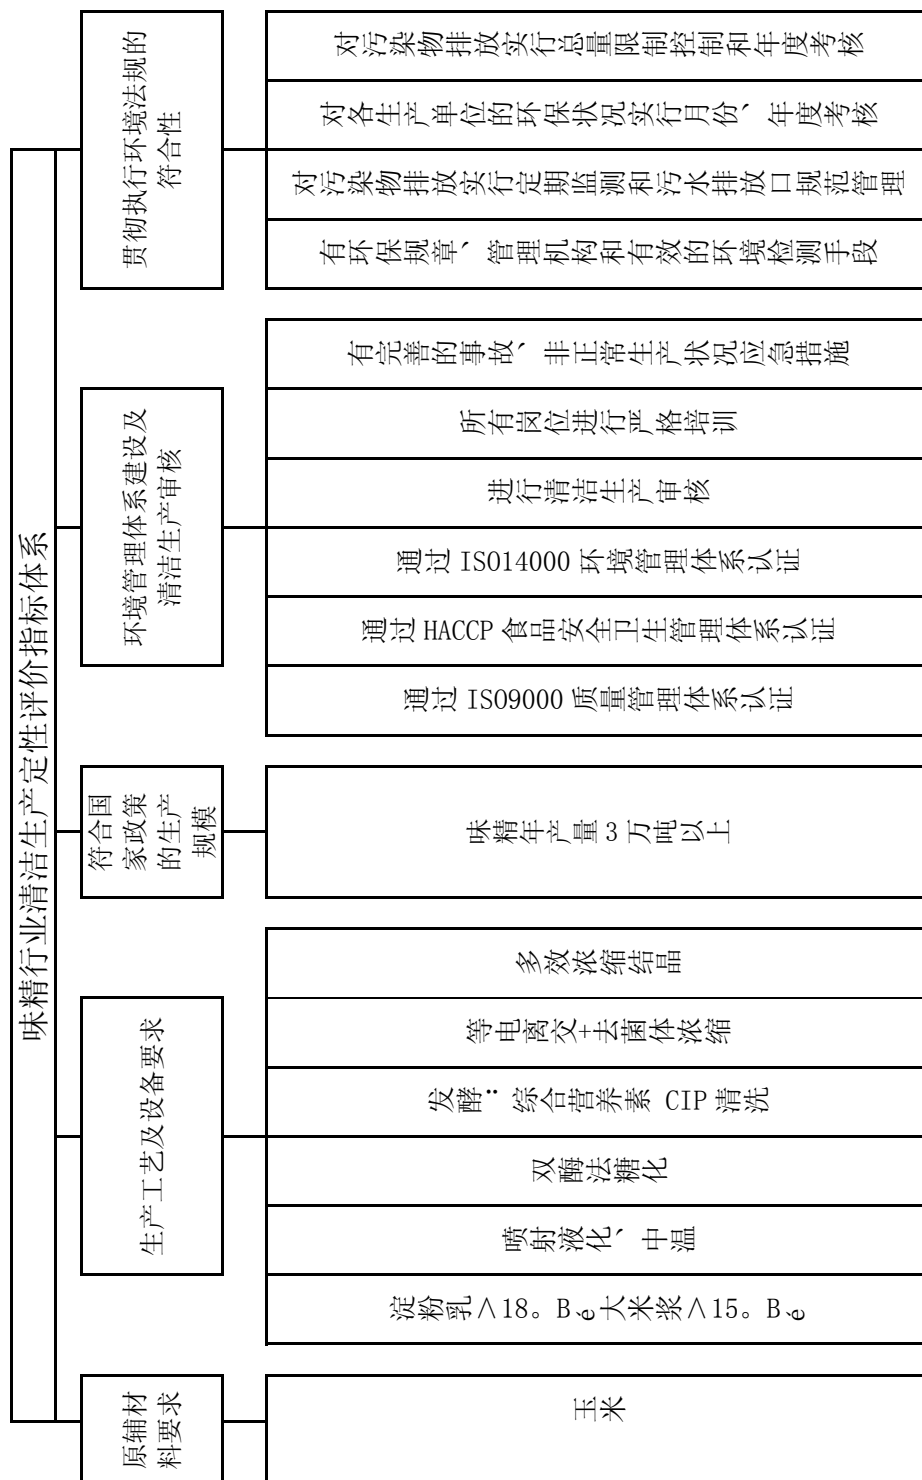 味精行业清洁生产定性评价指标体系
原辅材
料要求
玉米
生产工艺及设备要求
淀粉乳＞18。B、e大米浆＞15。B、e
喷射液化、中温
双酶法糖化
发酵：综合营养素 CIP 清洗
等电离交+去菌体浓缩
多效浓缩结晶
符合国
家政策
的生产
规模
味精年产量 3 万吨以上
环境管理体系建设及
清洁生产审核
通过 ISO9000 质量管理体系认证
通过 HACCP 食品安全卫生管理体系认证
通过 ISO14000 环境管理体系认证
进行清洁生产审核
所有岗位进行严格培训
有完善的事故、非正常生产状况应急措施
贯彻执行环境法规的
符合性
有环保规章、管理机构和有效的环境检测手段
对污染物排放实行定期监测和污水排放口规范管理
对各生产单位的环保状况实行月份、年度考核
对污染物排放实行总量限制控制和年度考核